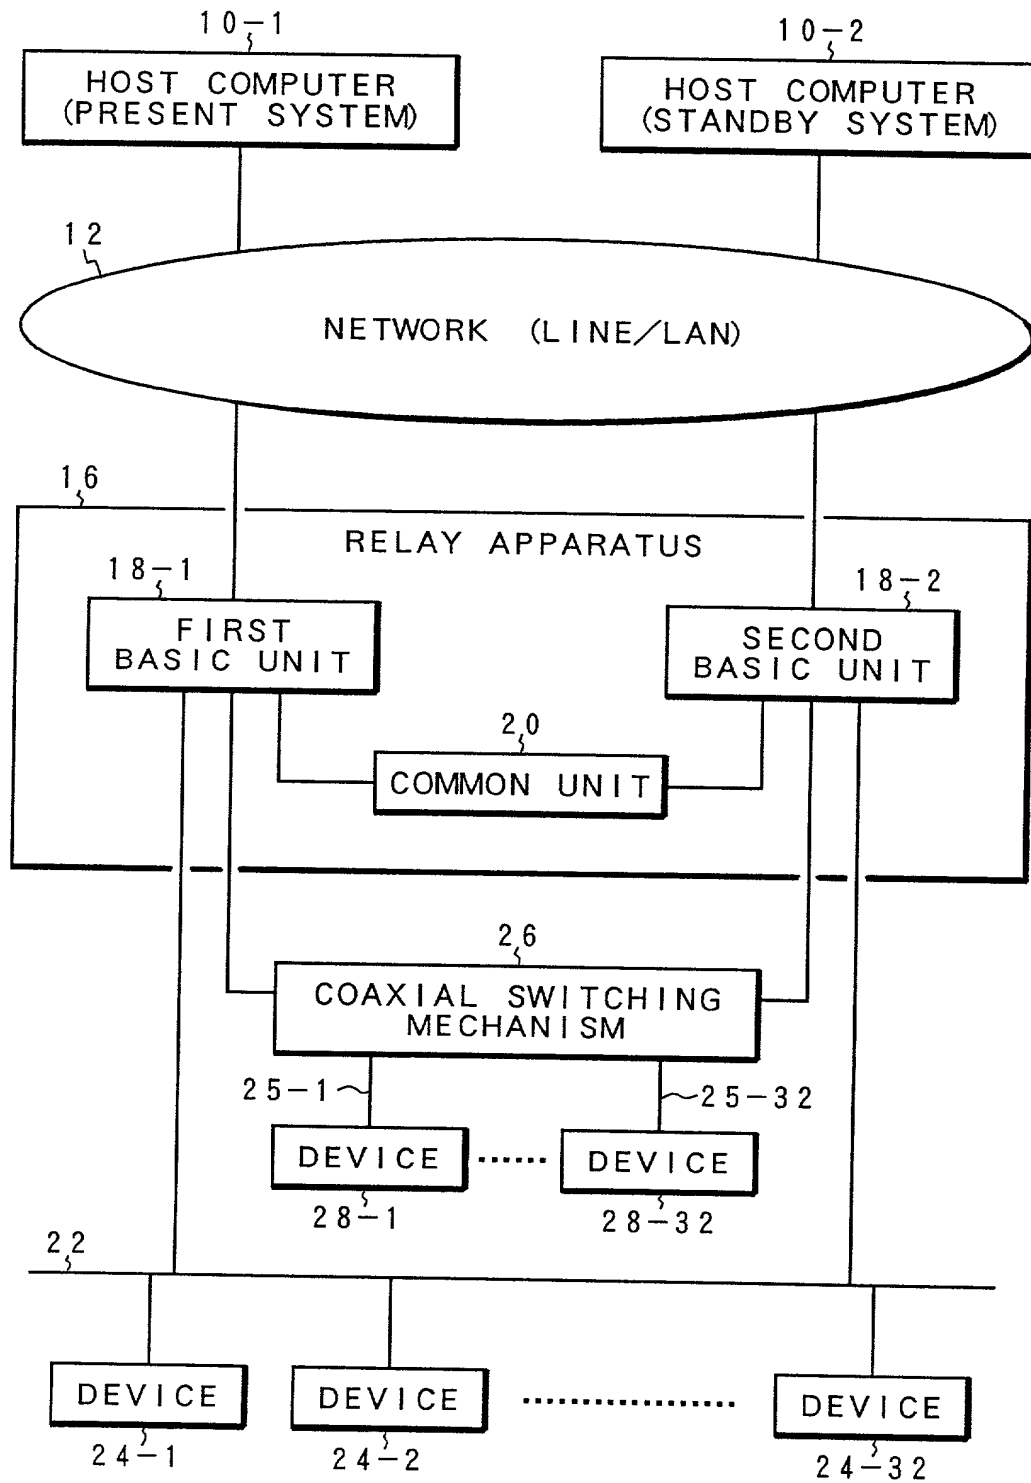 10-1
10-2
HOST COMPUTER
(PRESENT SYSTEM)
HOST COMPUTER
(STANDBY SYSTEM)
12
NETWORK (LINE/LAN)
16
RELAY APPARATUS
18-1
18-2
FIRST
BASIC UNIT
SECOND
BASIC UNIT
20
COMMON UNIT
26
COAXIAL SWITCHING
MECHANISM
25-1
25-32
DEVICE
DEVICE
28-1
28-32
22
DEVICE
DEVICE
DEVICE
24-1
24-2
24-32